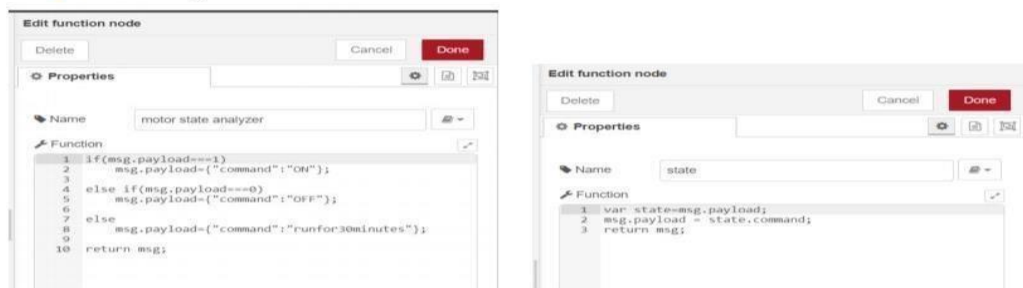 Edit function node
Delete Cancel Done
Properties
Name motor state analyzer
Function
1 if(msg.payload===1)
2 msg.payload={"command":"ON"};
3
4 else if(msg.payload===0)
5 msg.payload={"command":"OFF"};
6
7 else
8 msg.payload={"command":"runfor30minutes"};
9
10 return msg;
Edit function node
Delete Cancel Done
Properties
Name state
Function
1 var state=msg.payload;
2 msg.payload = state.command;
3 return msg;